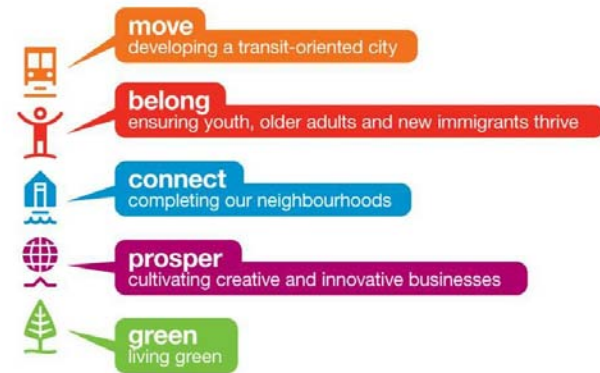 move
developing a transit-oriented city
belong
ensuring youth, older adults and new immigrants thrive
connect
completing our neighbourhoods
prosper
cultivating creative and innovative businesses
green
living green